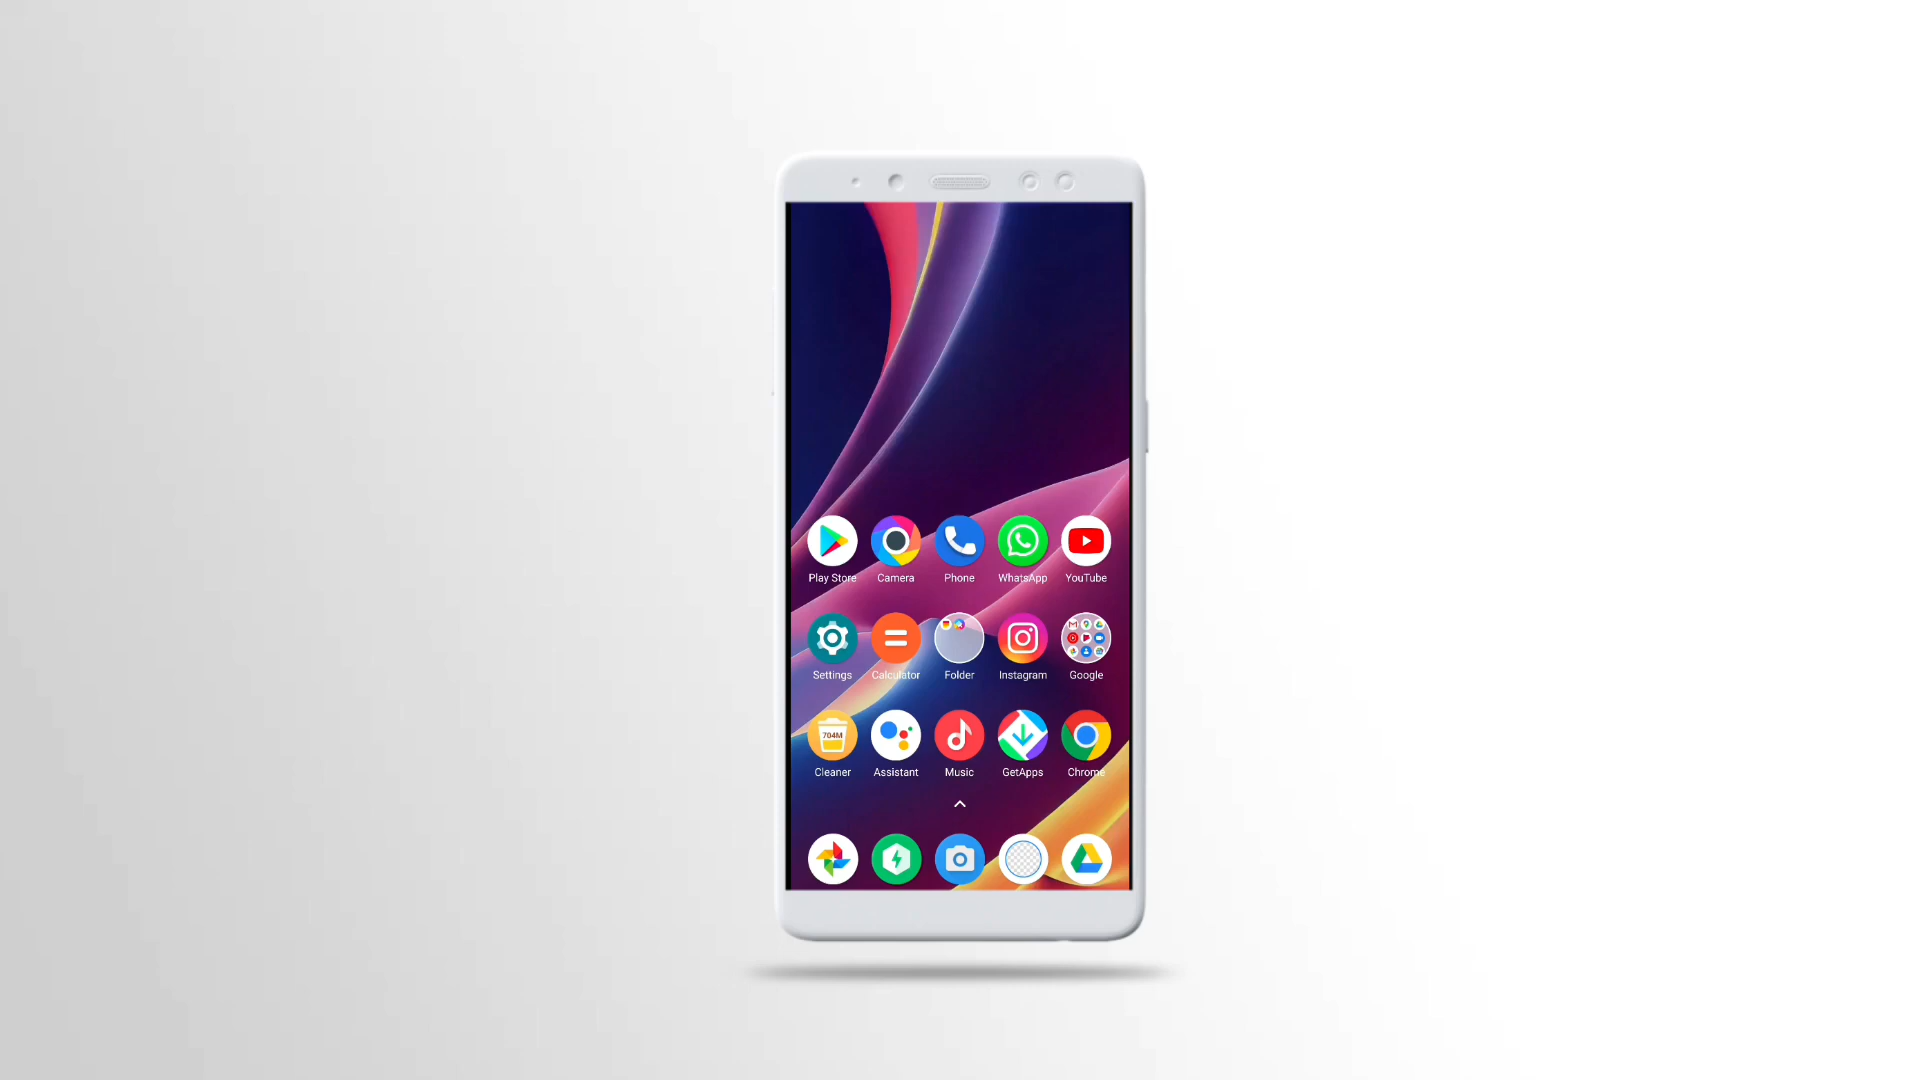 Play Store Camera Phone WhatsApp YouTube
Settings Calculator Folder Instagram Google
704M
Cleaner Assistant Music GetApps Chrome